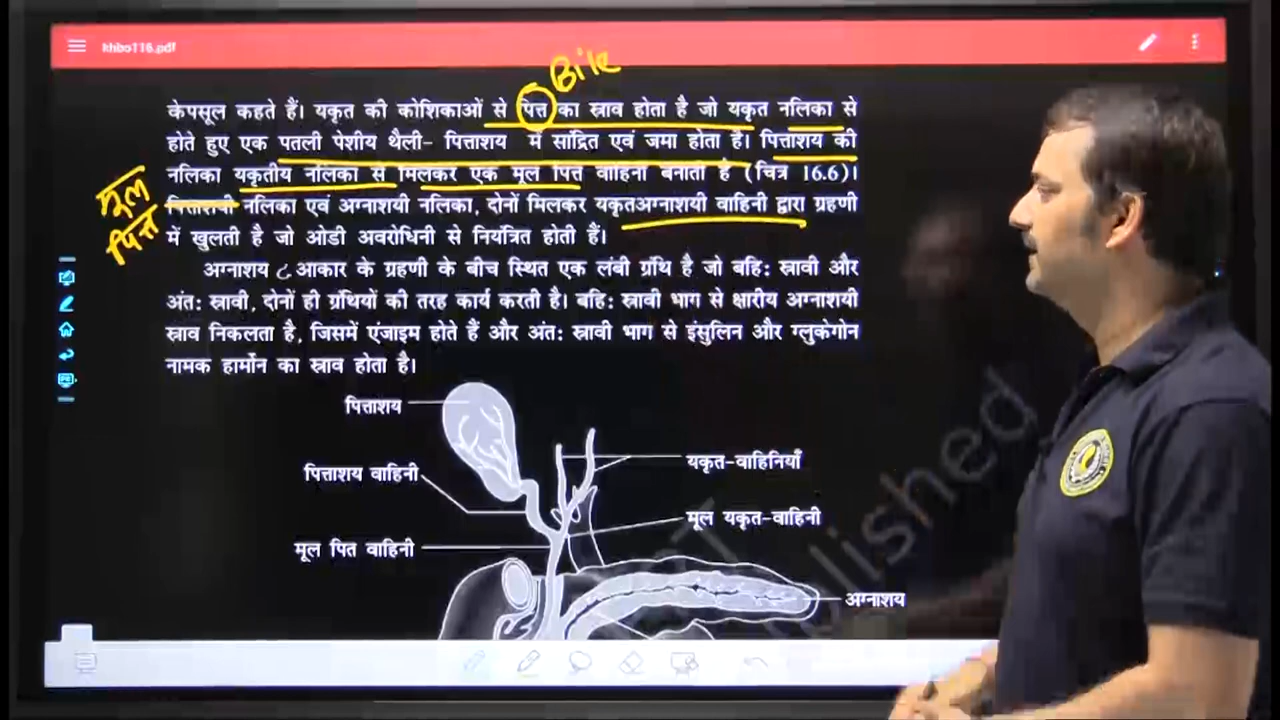 khbo116.pdf
Bile
केपसूल कहते हैं। यकृत की कोशिकाओं से पित्त का स्राव होता है जो यकृत नलिका से
होते हुए एक पतली पेशीय थैली- पित्ताशय में सांद्रित एवं जमा होता है। पित्ताशय की
नलिका यकृतीय नलिका से मिलकर एक मूल पित्त वाहिना बनाती है (चित्र 16.6)।
मूल पित्त
पित्ताशयी नलिका एवं अग्नाशयी नलिका, दोनों मिलकर यकृतअग्नाशयी वाहिनी द्वारा ग्रहणी
में खुलती है जो ओडी अवरोधिनी से नियंत्रित होती हैं।
अग्नाशय C आकार के ग्रहणी के बीच स्थित एक लंबी ग्रंथि है जो बहि: स्रावी और
अंत: स्रावी, दोनों ही ग्रंथियों की तरह कार्य करती है। बहि: स्रावी भाग से क्षारीय अग्नाशयी
स्राव निकलता है, जिसमें एंजाइम होते हैं और अंत: स्रावी भाग से इंसुलिन और ग्लुकेगोन
नामक हार्मोन का स्राव होता है।
पित्ताशय
यकृत-वाहिनियाँ
पित्ताशय वाहिनी
मूल यकृत-वाहिनी
मूल पित वाहिनी
अग्नाशय